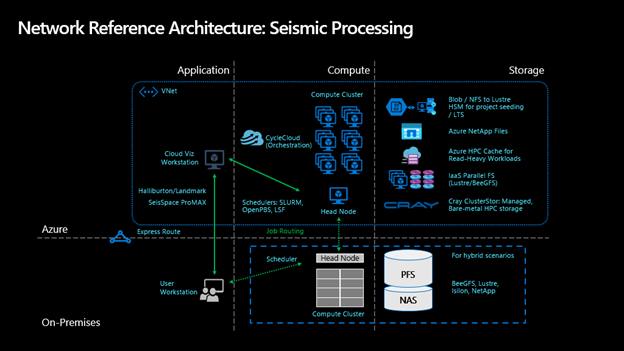 Network Reference Architecture: Seismic Processing
Application
Compute
Storage
VNet
Compute Cluster
Blob / NFS to Lustre
HSM for project seeding
/ LTS
CycleCloud
(Orchestration)
Azure NetApp Files
Cloud Viz
Workstation
Azure HPC Cache for
Read-Heavy Workloads
IaaS Parallel FS
(Lustre/BeeGFS)
Halliburton/Landmark
SeisSpace ProMAX
Schedulers: SLURM,
OpenPBS, LSF
Head Node
CRAY
Cray ClusterStor: Managed,
Bare-metal HPC storage
Azure
Express Route
Job Routing
Scheduler
Head Node
For hybrid scenarios
PFS
User
Workstation
BeeGFS, Lustre,
Isilon, NetApp
NAS
Compute Cluster
On-Premises